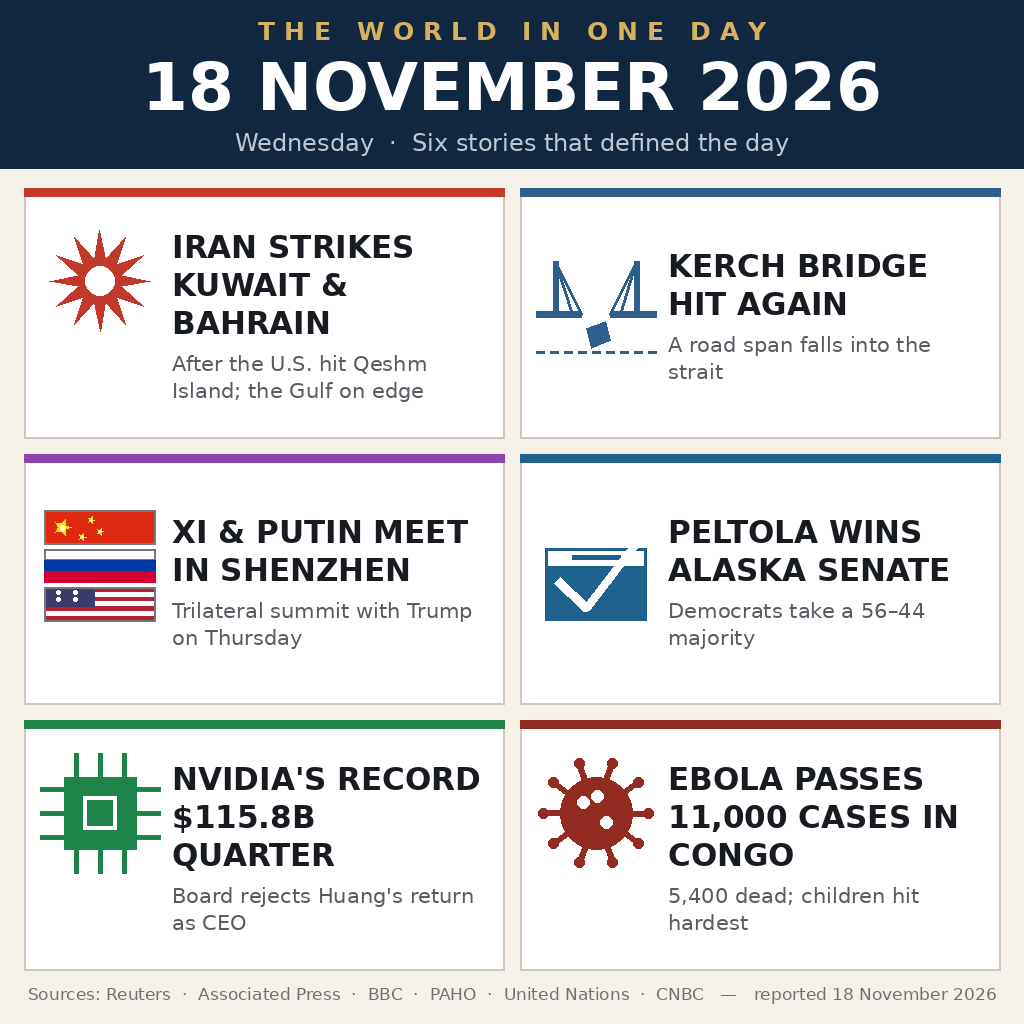 THE WORLD IN ONE DAY
18 NOVEMBER 2026
Wednesday · Six stories that defined the day
IRAN STRIKES
KUWAIT &
BAHRAIN
After the U.S. hit Qeshm
Island; the Gulf on edge
KERCH BRIDGE
HIT AGAIN
A road span falls into the
strait
XI & PUTIN MEET
IN SHENZHEN
Trilateral summit with Trump
on Thursday
PELTOLA WINS
ALASKA SENATE
Democrats take a 56–44
majority
NVIDIA'S RECORD
$115.8B
QUARTER
Board rejects Huang's return
as CEO
EBOLA PASSES
11,000 CASES IN
CONGO
5,400 dead; children hit
hardest
Sources: Reuters · Associated Press · BBC · PAHO · United Nations · CNBC — reported 18 November 2026